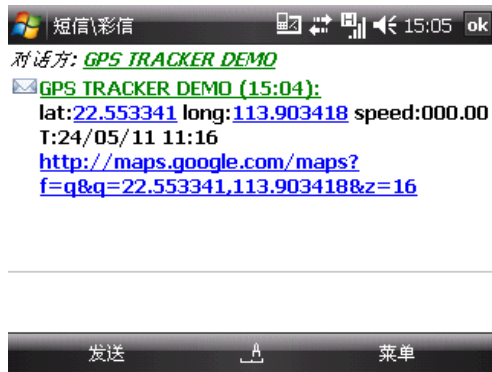 短信\彩信 15:05 ok
对话方: GPS TRACKER DEMO
GPS TRACKER DEMO (15:04):
lat:22.553341 long:113.903418 speed:000.00
T:24/05/11 11:16
http://maps.google.com/maps?
f=q&q=22.553341,113.903418&z=16
发送 菜单